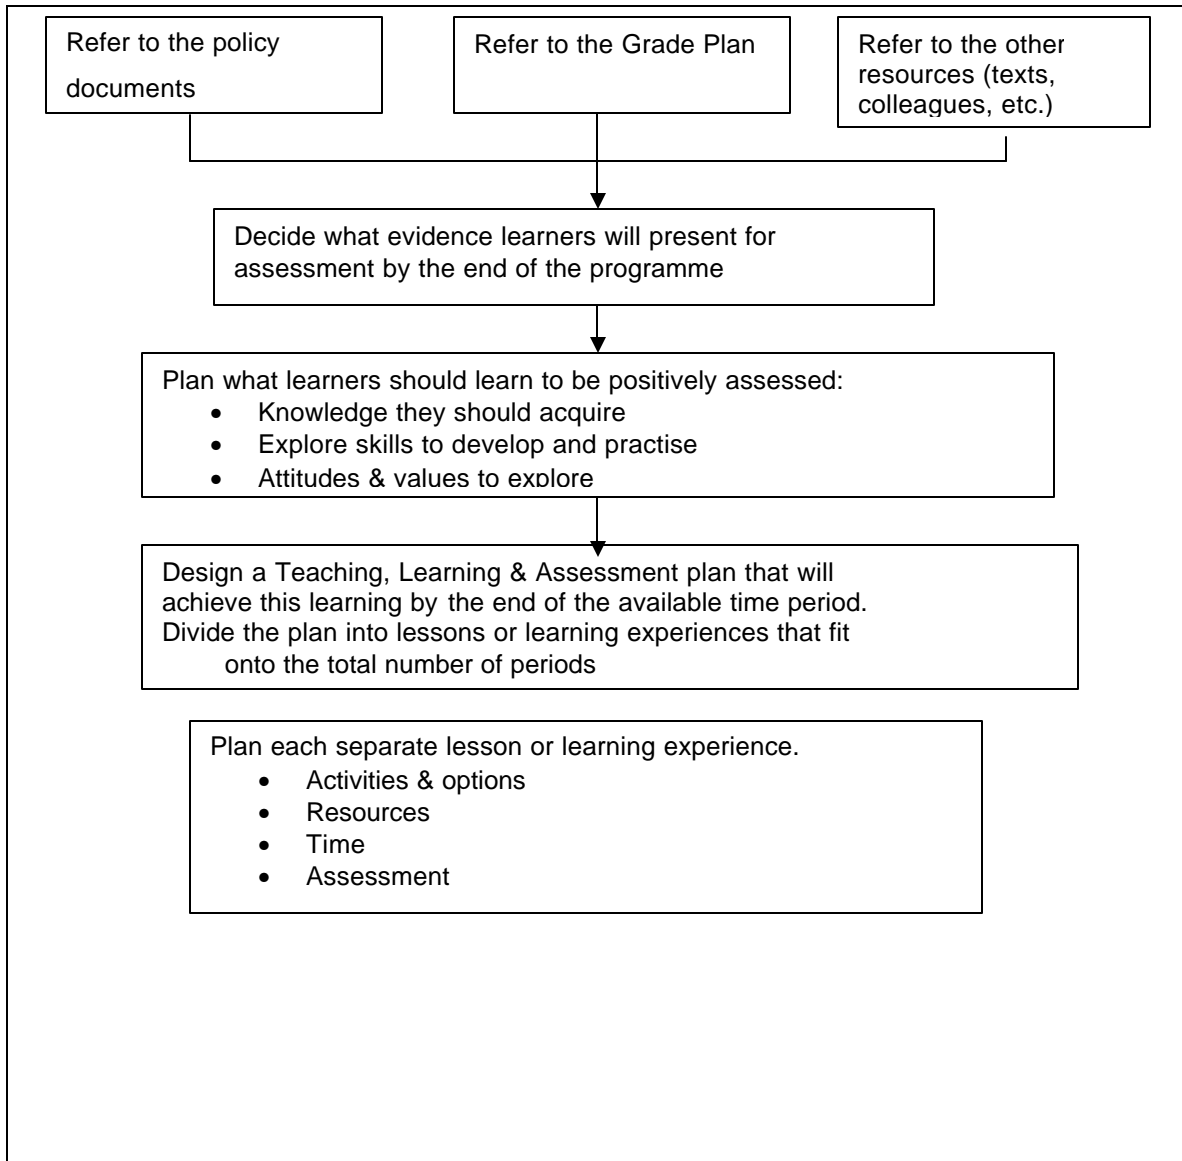 Refer to the policy
documents
Refer to the Grade Plan
Refer to the other
resources (texts,
colleagues, etc.)
Decide what evidence learners will present for
assessment by the end of the programme
Plan what learners should learn to be positively assessed:
• Knowledge they should acquire
• Explore skills to develop and practise
• Attitudes & values to explore
Design a Teaching, Learning & Assessment plan that will
achieve this learning by the end of the available time period.
Divide the plan into lessons or learning experiences that fit
onto the total number of periods
Plan each separate lesson or learning experience.
• Activities & options
• Resources
• Time
• Assessment